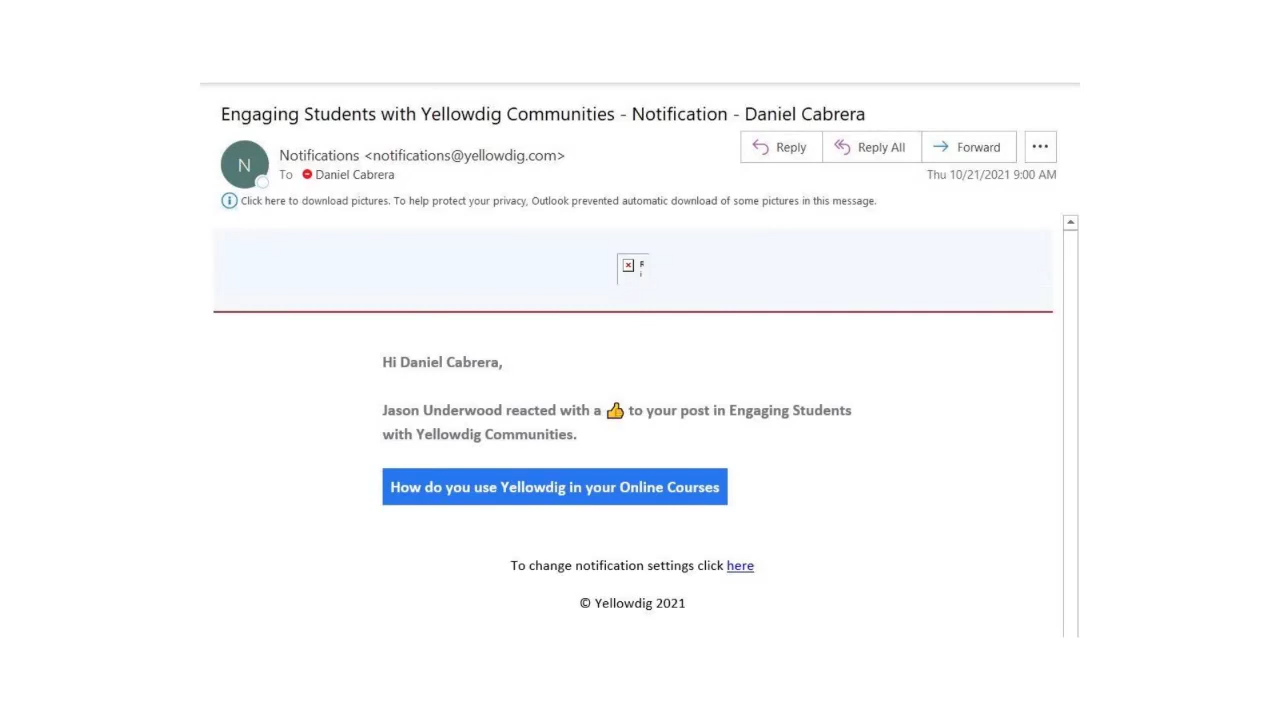 Engaging Students with Yellowdig Communities - Notification - Daniel Cabrera
N
Notifications <notifications@yellowdig.com>
To Daniel Cabrera
Reply
Reply All
Forward
...
Thu 10/21/2021 9:00 AM
Click here to download pictures. To help protect your privacy, Outlook prevented automatic download of some pictures in this message.
Hi Daniel Cabrera,
Jason Underwood reacted with a 👍 to your post in Engaging Students
with Yellowdig Communities.
How do you use Yellowdig in your Online Courses
To change notification settings click here
© Yellowdig 2021